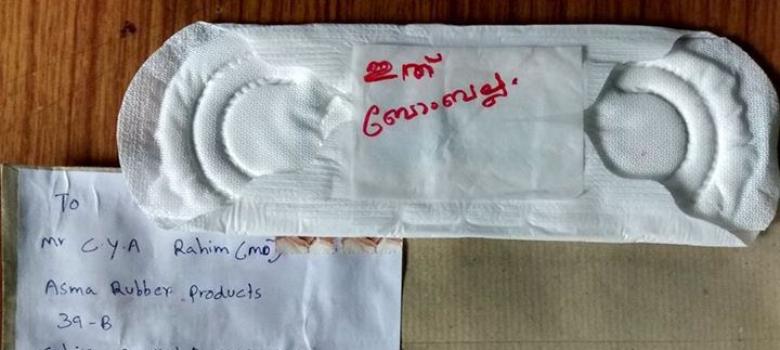 ഇത്
ബോംബല്ല.
To
Mr C.Y.A Rahim (MD)
Asma Rubber Products
39-B